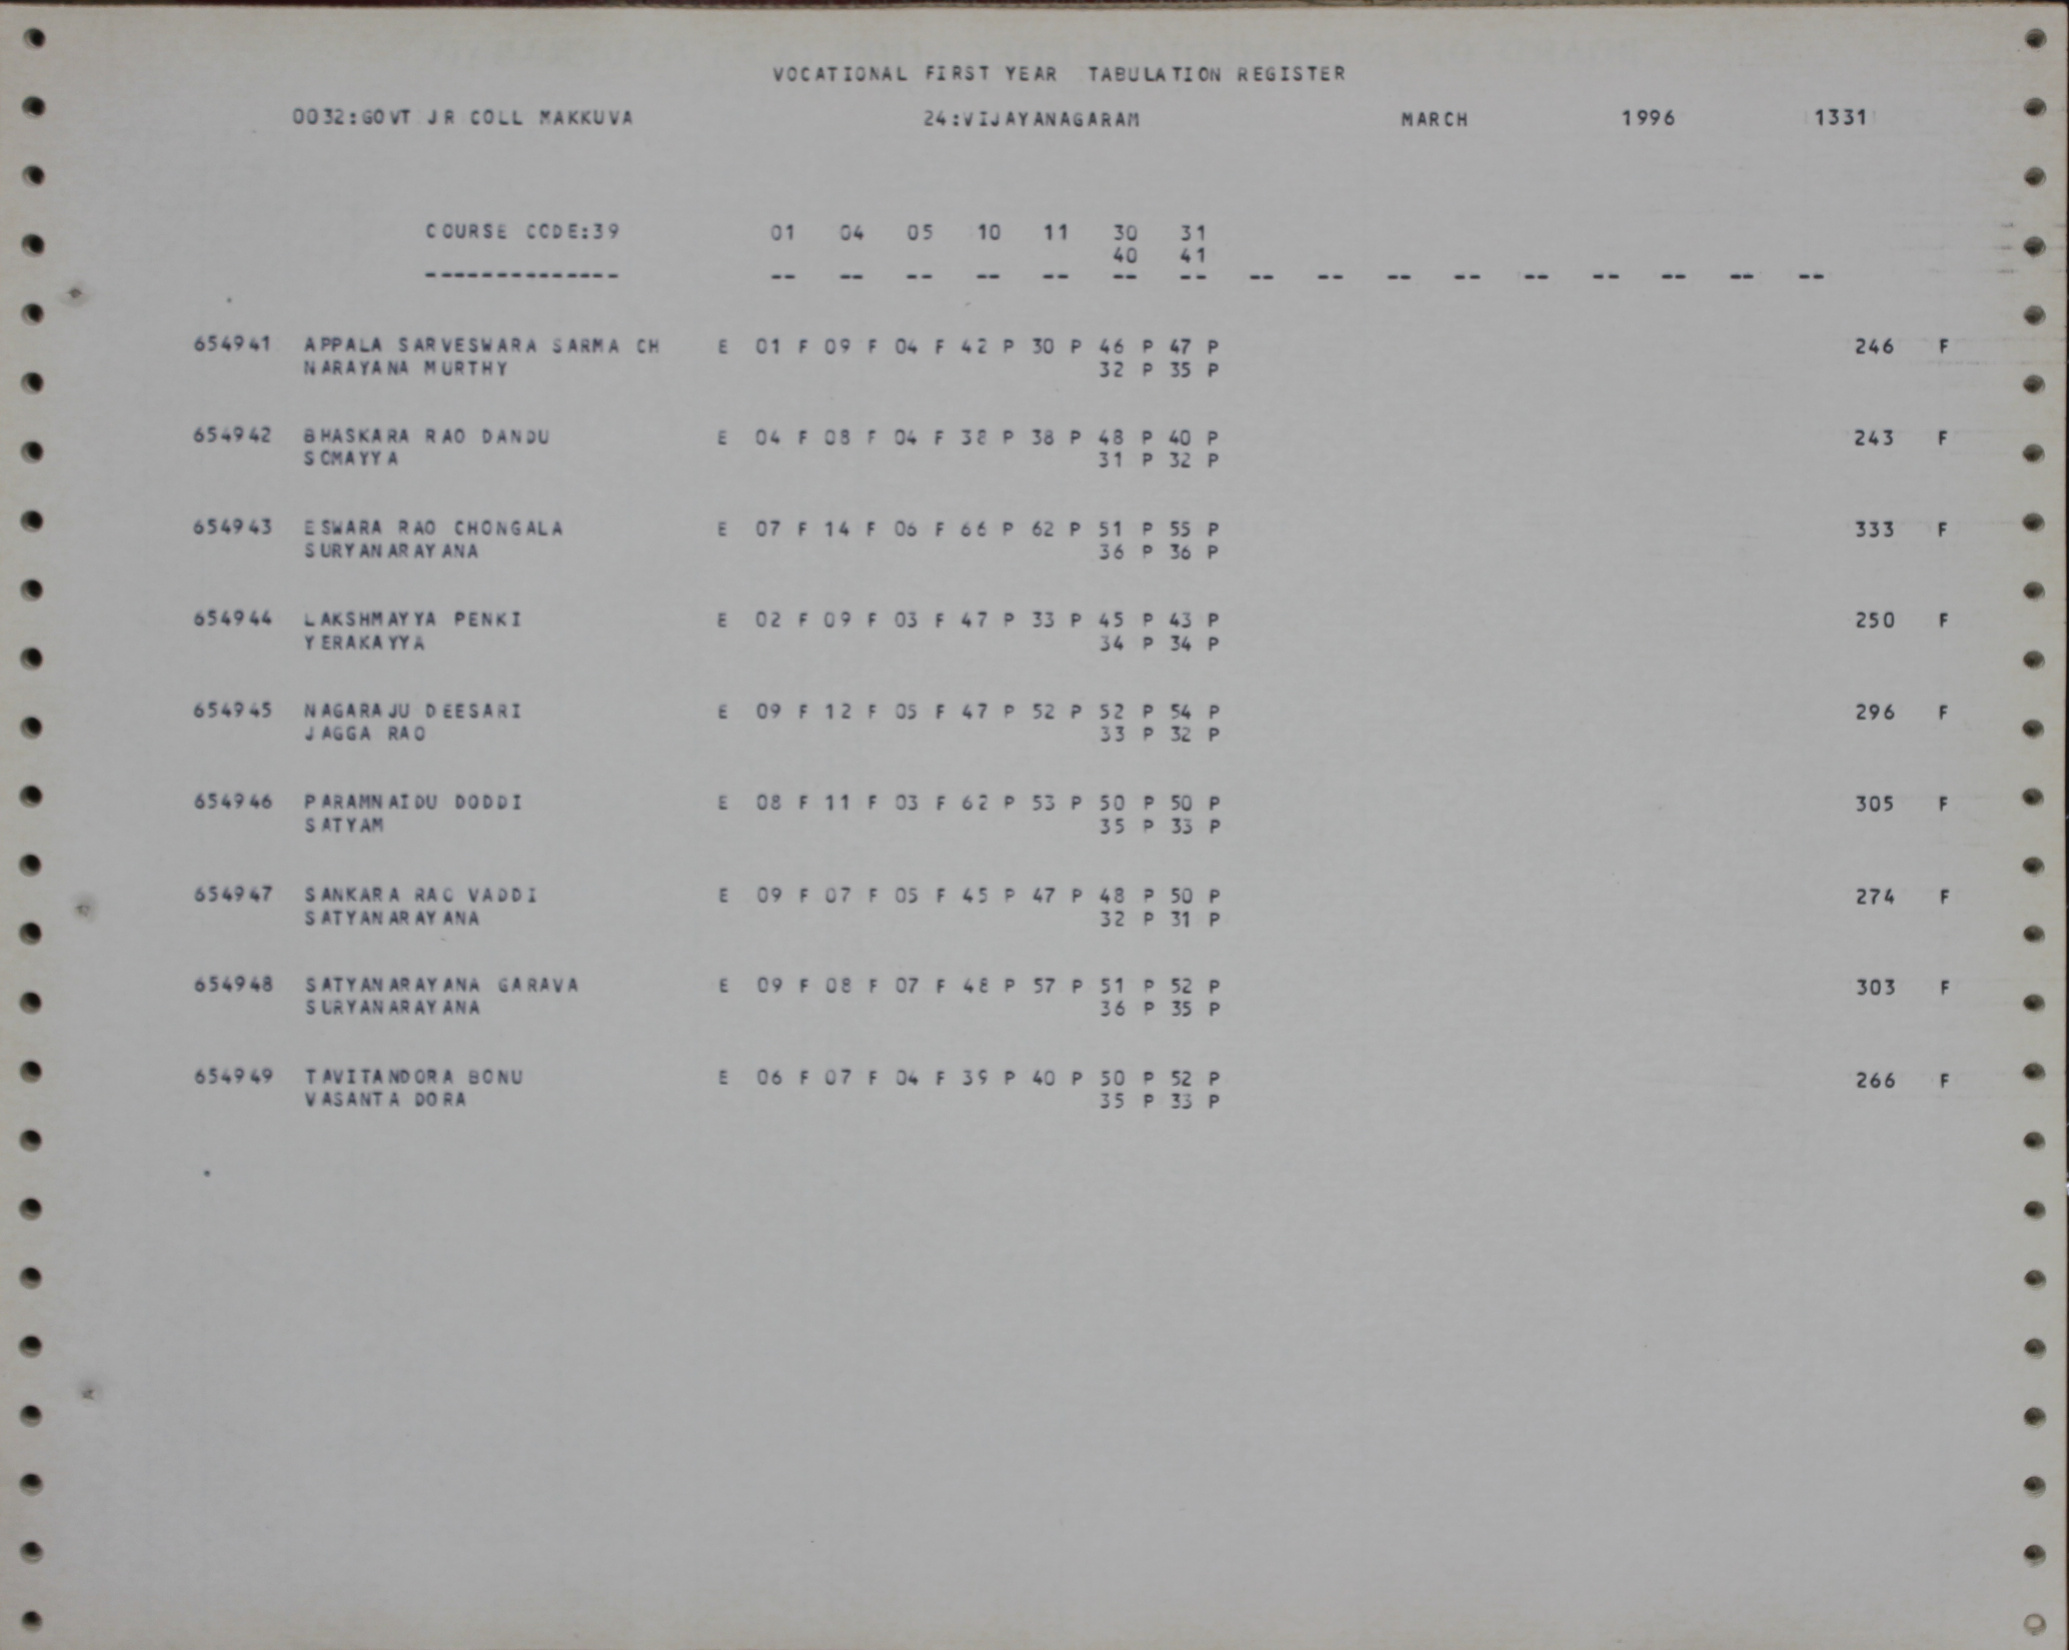 VOCATIONAL FIRST YEAR TABULATION REGISTER
0032:GOVT JR COLL MAKKUVA 24:VIJAYANAGARAM MARCH 1996 1331
COURSE CODE:39 01 04 05 10 11 30 31
40 41
-------------- -- -- -- -- -- -- -- -- -- -- -- -- -- -- -- --
654941 APPALA SARVESWARA SARMA CH E 01 F 09 F 04 F 42 P 30 P 46 P 47 P 246 F
NARAYANA MURTHY 32 P 35 P
654942 BHASKARA RAO DANDU E 04 F 08 F 04 F 38 P 38 P 48 P 40 P 243 F
SOMAYYA 31 P 32 P
654943 ESWARA RAO CHONGALA E 07 F 14 F 06 F 66 P 62 P 51 P 55 P 333 F
SURYANARAYANA 36 P 36 P
654944 LAKSHMAYYA PENKI E 02 F 09 F 03 F 47 P 33 P 45 P 43 P 250 F
YERAKAYYA 34 P 34 P
654945 NAGARAJU DEESARI E 09 F 12 F 05 F 47 P 52 P 52 P 54 P 296 F
JAGGA RAO 33 P 32 P
654946 PARAMNAIDU DODDI E 08 F 11 F 03 F 62 P 53 P 50 P 50 P 305 F
SATYAM 35 P 33 P
654947 SANKARA RAO VADDI E 09 F 07 F 05 F 45 P 47 P 48 P 50 P 274 F
SATYANARAYANA 32 P 31 P
654948 SATYANARAYANA GARAVA E 09 F 08 F 07 F 48 P 57 P 51 P 52 P 303 F
SURYANARAYANA 36 P 35 P
654949 TAVITANDORA BONU E 06 F 07 F 04 F 39 P 40 P 50 P 52 P 266 F
VASANTA DORA 35 P 33 P